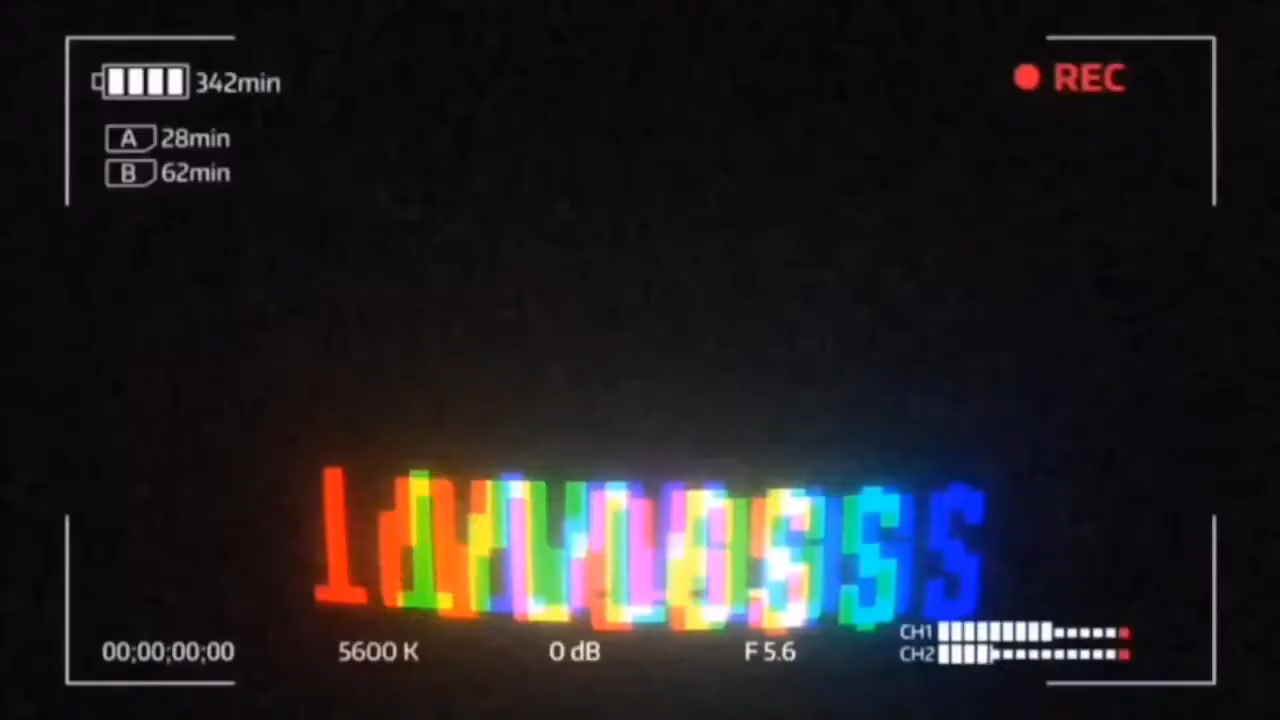 342min
REC
A 28min
B 62min
00;00;00;00
5600 K
0 dB
F 5.6
CH1
CH2